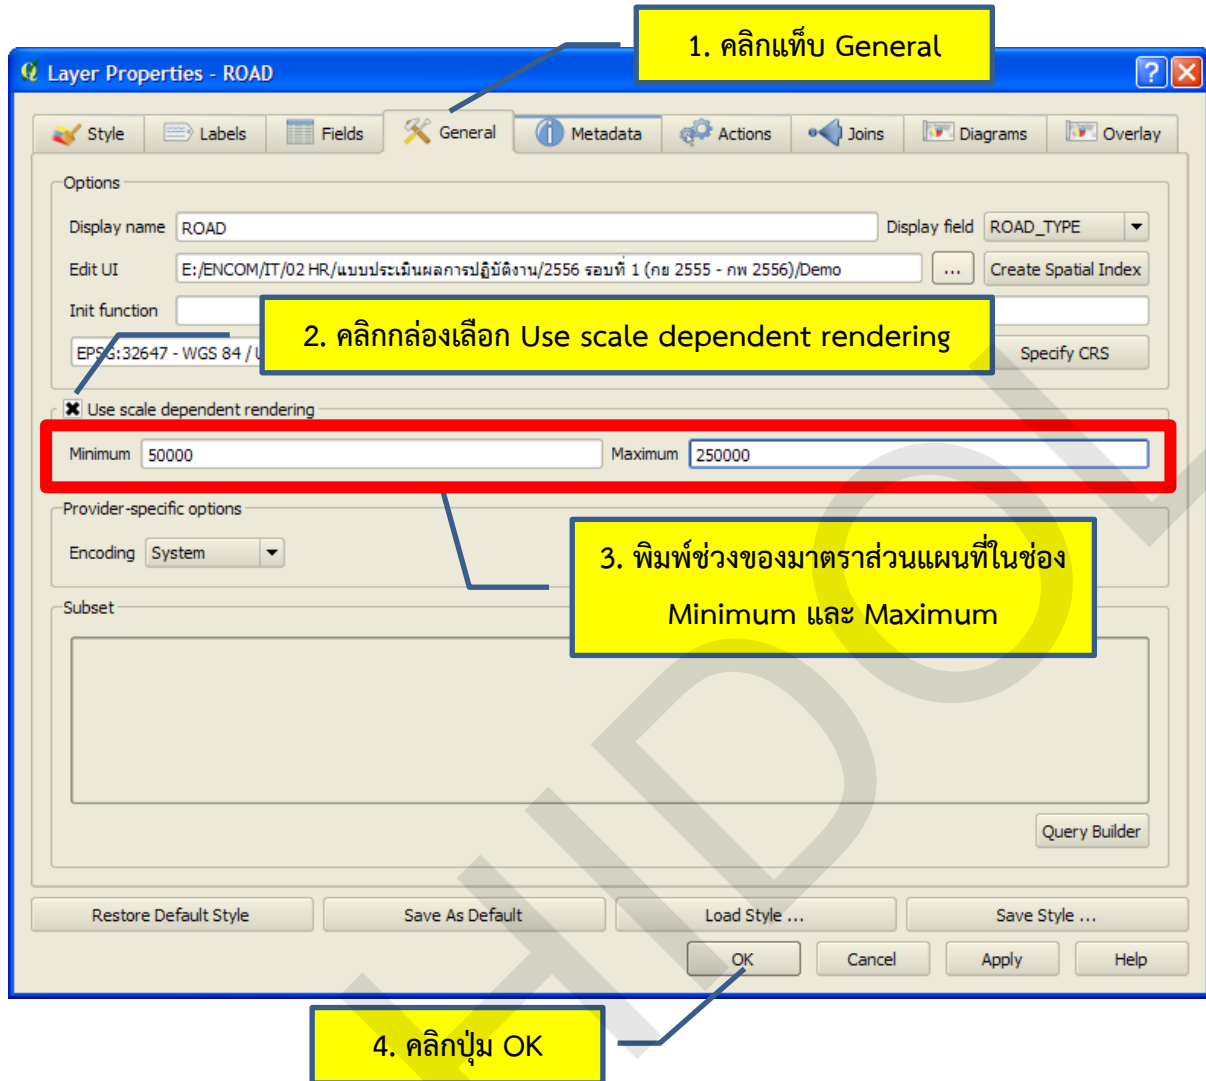 1. คลิกแท็บ General
Layer Properties - ROAD
Style Labels Fields General Metadata Actions Joins Diagrams Overlay
Options
Display name ROAD Display field ROAD_TYPE
Edit UI E:/ENCOM/IT/02 HR/แบบประเมินผลการปฏิบัติงาน/2556 รอบที่ 1 (กย 2555 - กพ 2556)/Demo ... Create Spatial Index
Init function
2. คลิกกล่องเลือก Use scale dependent rendering
EPSG:32647 - WGS 84 / Specify CRS
Use scale dependent rendering
Minimum 50000 Maximum 250000
Provider-specific options
Encoding System
3. พิมพ์ช่วงของมาตราส่วนแผนที่ในช่อง
Minimum และ Maximum
Subset
Query Builder
Restore Default Style Save As Default Load Style ... Save Style ...
OK Cancel Apply Help
4. คลิกปุ่ม OK